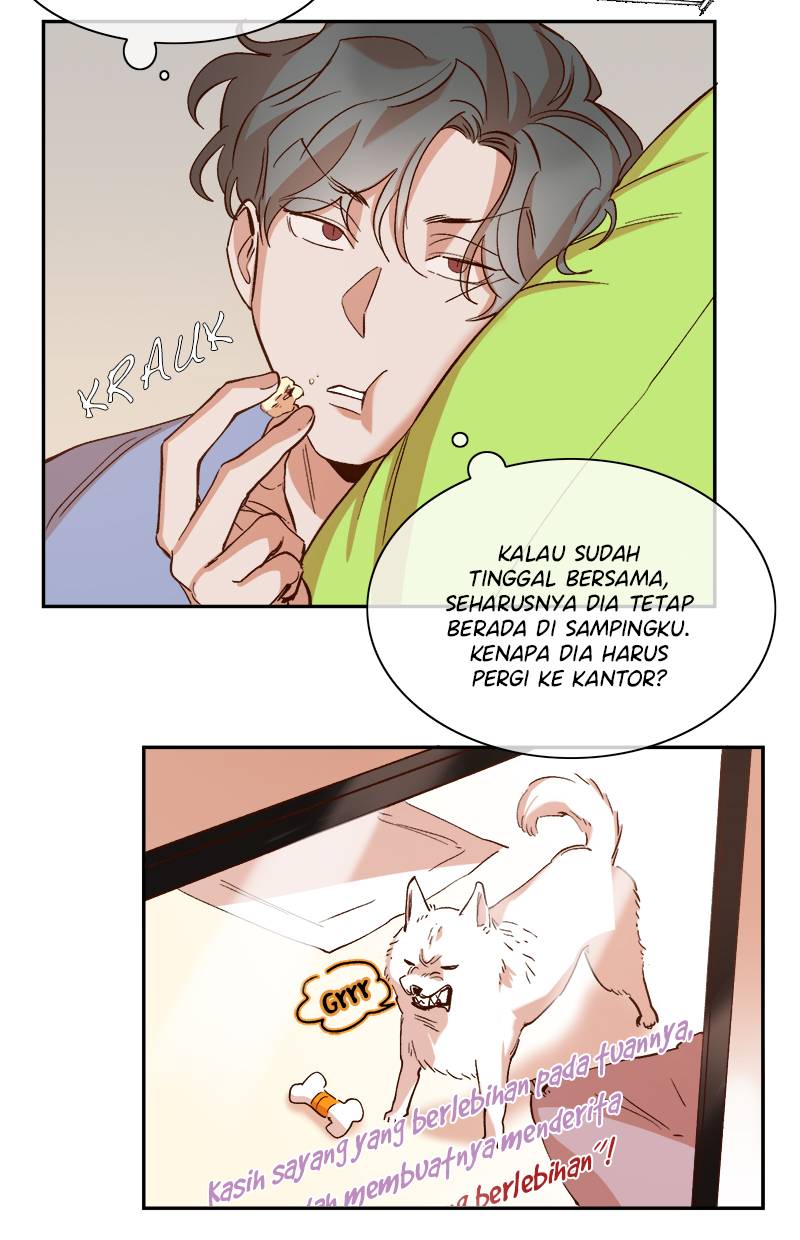 KRAUK
KALAU SUDAH
TINGGAL BERSAMA,
SEHARUSNYA DIA TETAP
BERADA DI SAMPINGKU.
KENAPA DIA HARUS
PERGI KE KANTOR?
Grrr
Kasih sayang yang berlebihan pada tuannya,
membuatnya menderita
berlebihan"!